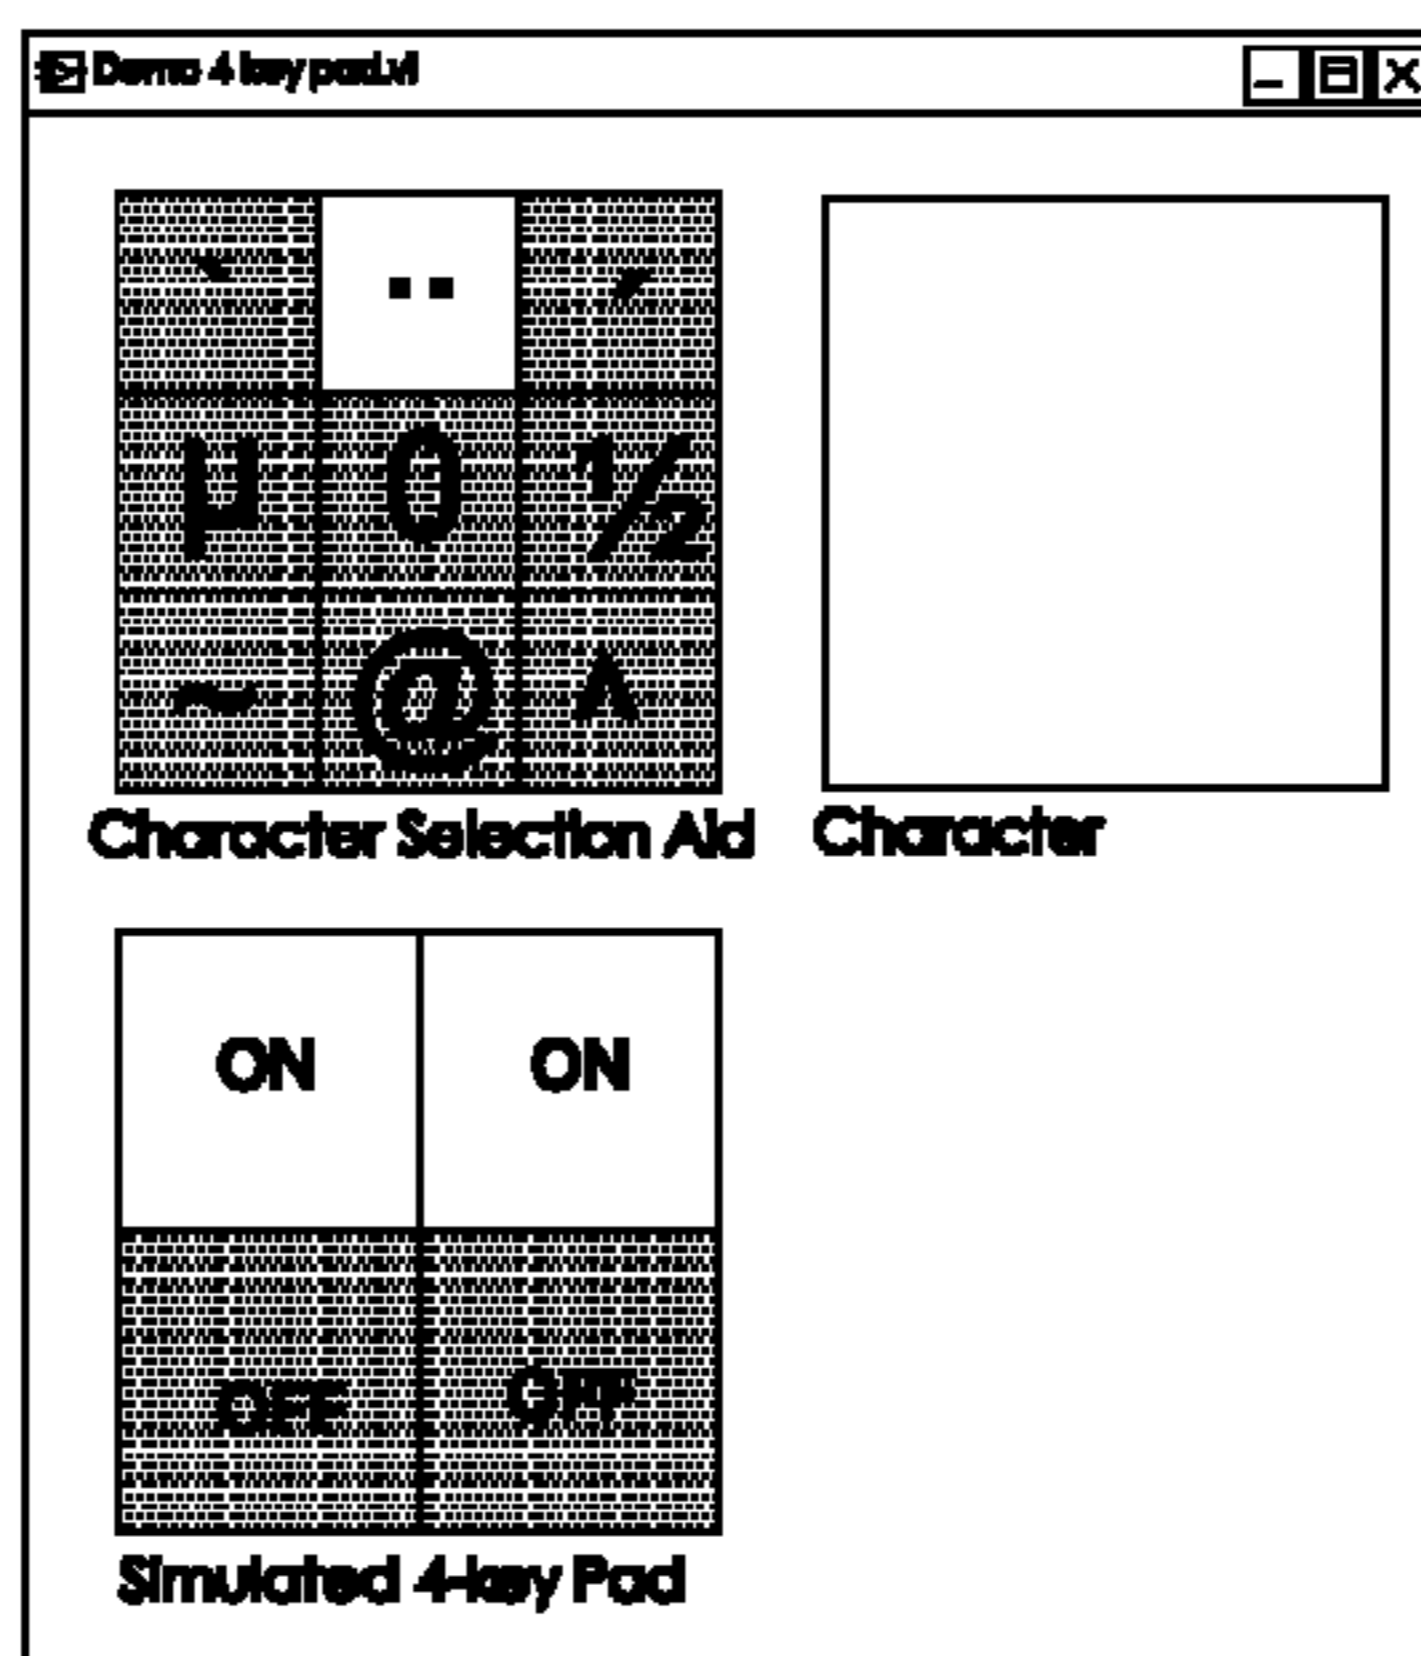 Demo 4 key pad.vi
` ¨ ´
µ 0 ½
~ @ ^
Character Selection Aid
Character
ON ON
OFF OFF
Simulated 4-key Pad